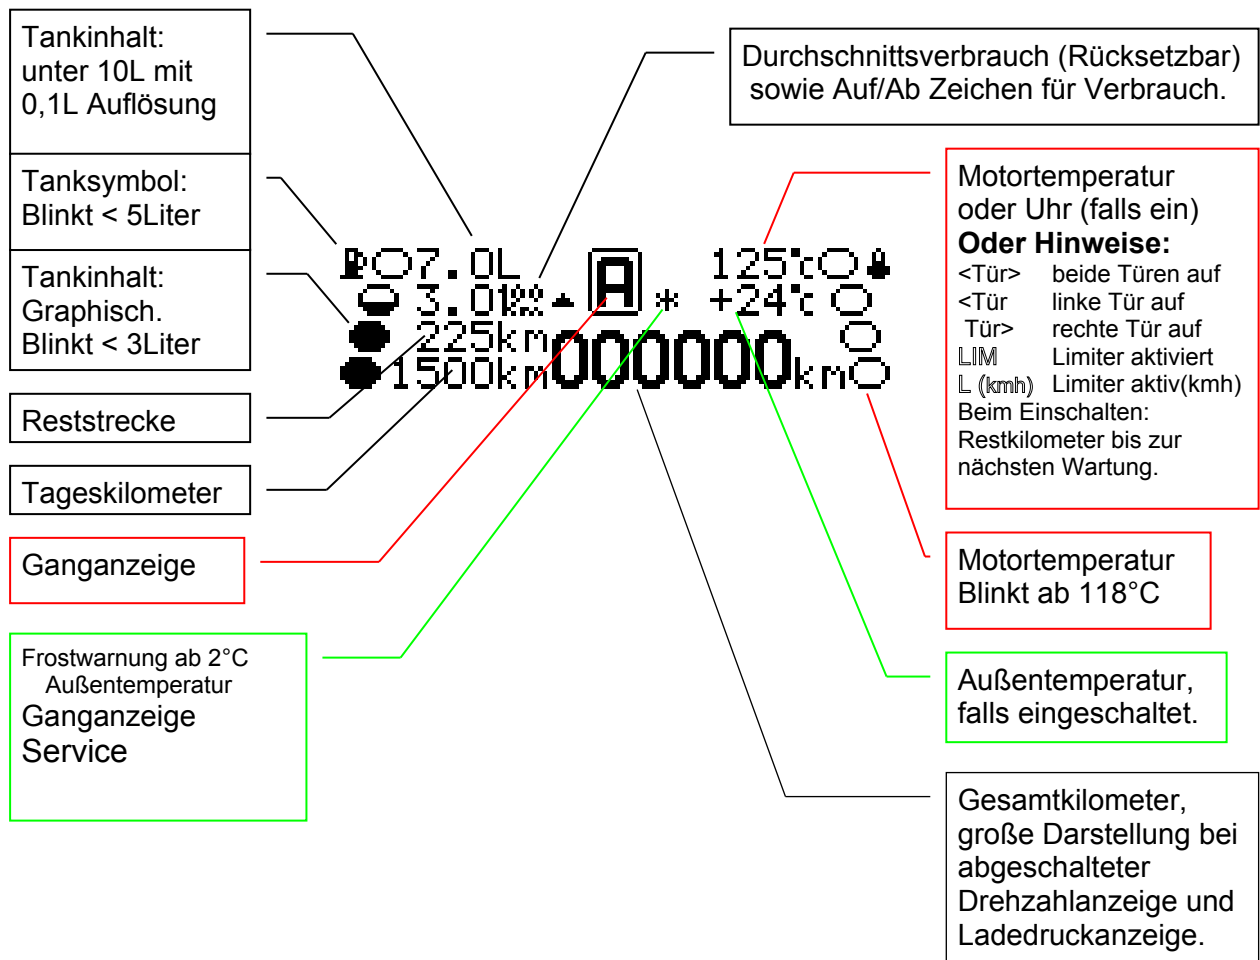 Tankinhalt:
unter 10L mit
0,1L Auflösung
Tanksymbol:
Blinkt < 5Liter
Tankinhalt:
Graphisch.
Blinkt < 3Liter
Reststrecke
Tageskilometer
Ganganzeige
Frostwarnung ab 2°C
Außentemperatur
Ganganzeige
Service
7.0L
3.0
225km
1500km
A
*
125°c
+24°c
000000km
Durchschnittsverbrauch (Rücksetzbar)
sowie Auf/Ab Zeichen für Verbrauch.
Motortemperatur
oder Uhr (falls ein)
Oder Hinweise:
<Tür> beide Türen auf
<Tür linke Tür auf
Tür> rechte Tür auf
LIM Limiter aktiviert
L (kmh) Limiter aktiv(kmh)
Beim Einschalten:
Restkilometer bis zur
nächsten Wartung.
Motortemperatur
Blinkt ab 118°C
Außentemperatur,
falls eingeschaltet.
Gesamtkilometer,
große Darstellung bei
abgeschalteter
Drehzahlanzeige und
Ladedruckanzeige.